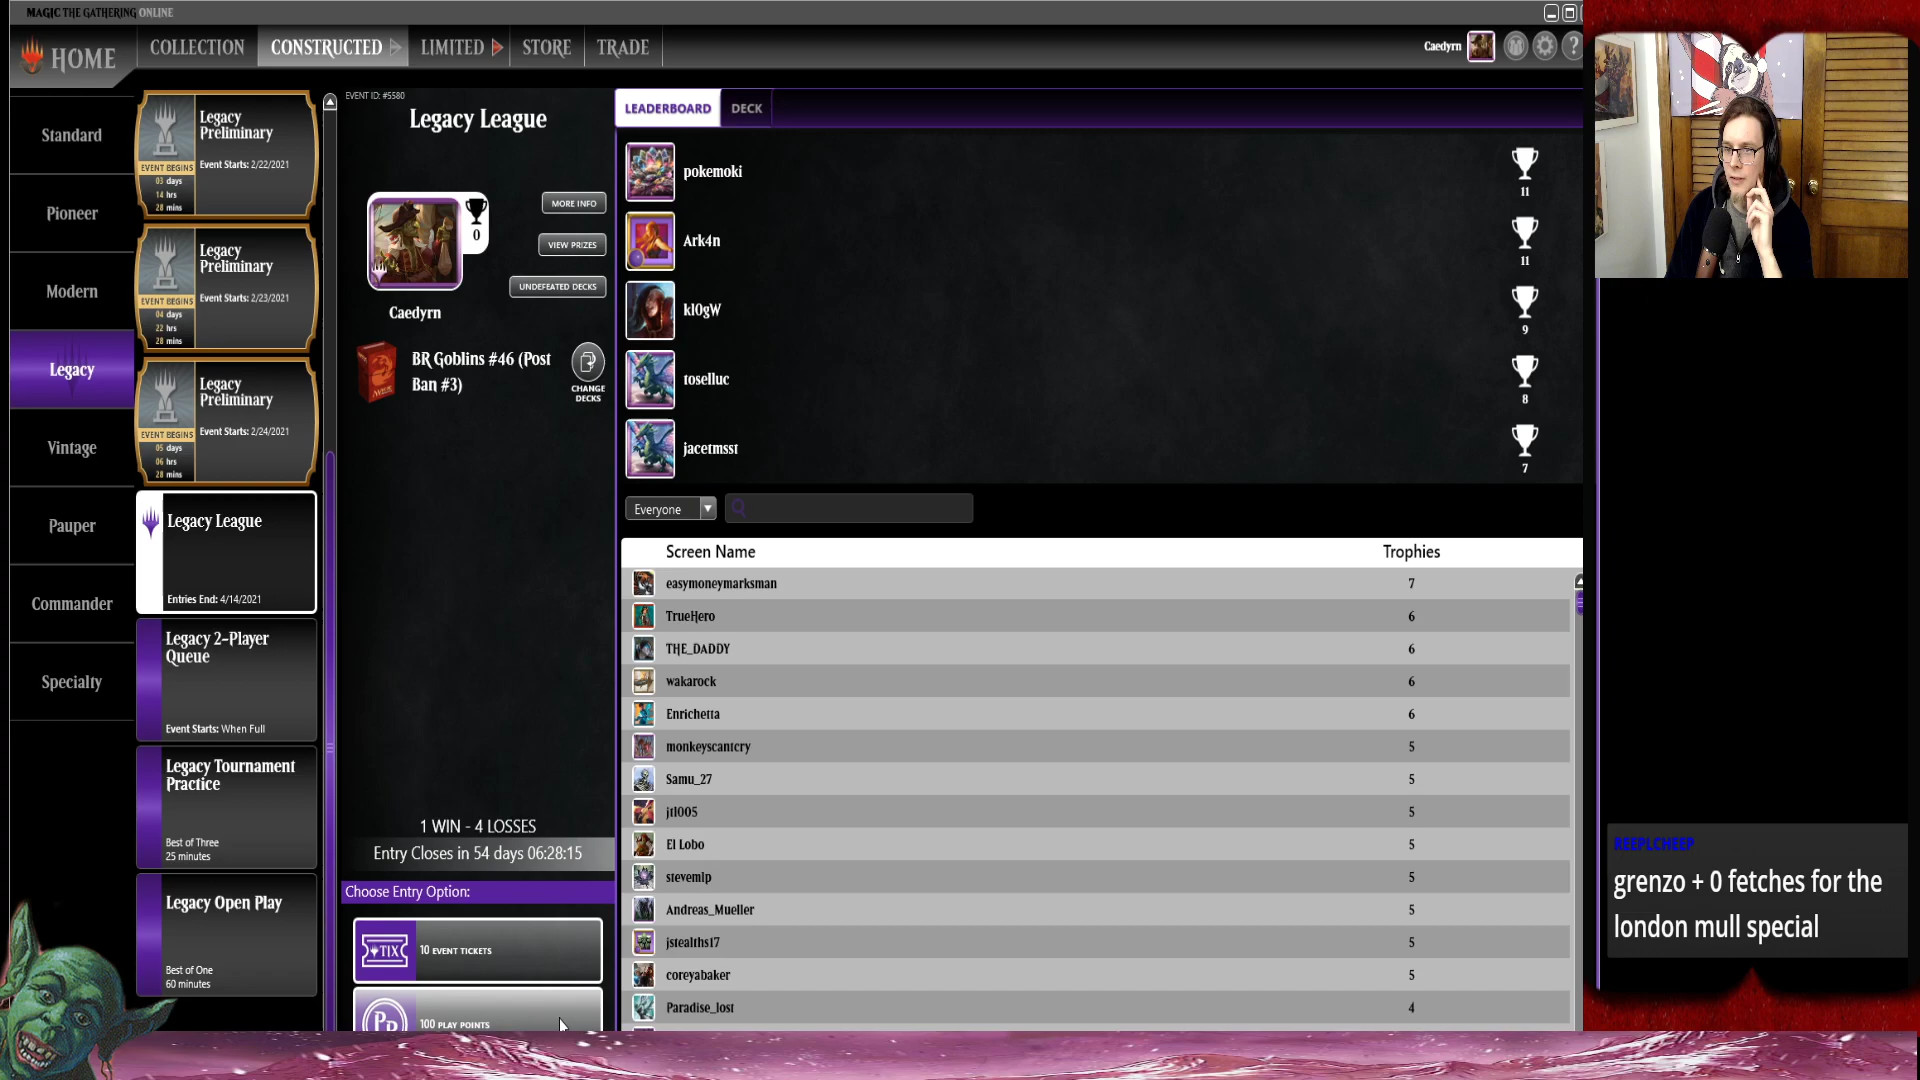 MAGIC THE GATHERING ONLINE
HOME
COLLECTION
CONSTRUCTED
LIMITED
STORE
TRADE
Caedyrn
?
Standard
Pioneer
Modern
Legacy
Vintage
Pauper
Commander
Specialty
Legacy
Preliminary
Event Starts: 2/22/2021
EVENT BEGINS
03 days
14 hrs
28 mins
Legacy
Preliminary
Event Starts: 2/23/2021
EVENT BEGINS
04 days
22 hrs
28 mins
Legacy
Preliminary
Event Starts: 2/24/2021
EVENT BEGINS
05 days
06 hrs
28 mins
Legacy League
Entries End: 4/14/2021
Legacy 2-Player
Queue
Event Starts: When Full
Legacy Tournament
Practice
Best of Three
25 minutes
Legacy Open Play
Best of One
60 minutes
EVENT ID: #5580
Legacy League
0
MORE INFO
VIEW PRIZES
UNDEFEATED DECKS
Caedyrn
BR Goblins #46 (Post
Ban #3)
CHANGE
DECKS
1 WIN - 4 LOSSES
Entry Closes in 54 days 06:28:15
Choose Entry Option:
TIX
10 EVENT TICKETS
PP
100 PLAY POINTS
LEADERBOARD
DECK
pokemoki
11
Ark4n
11
kl0gW
9
toselluc
8
jacetmsst
7
Everyone
Screen Name Trophies
easymoneymarksman 7
TrueHero 6
THE_DADDY 6
wakarock 6
Enrichetta 6
monkeyscantcry 5
Samu_27 5
jtl005 5
El Lobo 5
stevemlp 5
Andreas_Mueller 5
jstealths17 5
coreyabaker 5
Paradise_lost 4
REEPLCHEEP
grenzo + 0 fetches for the
london mull special